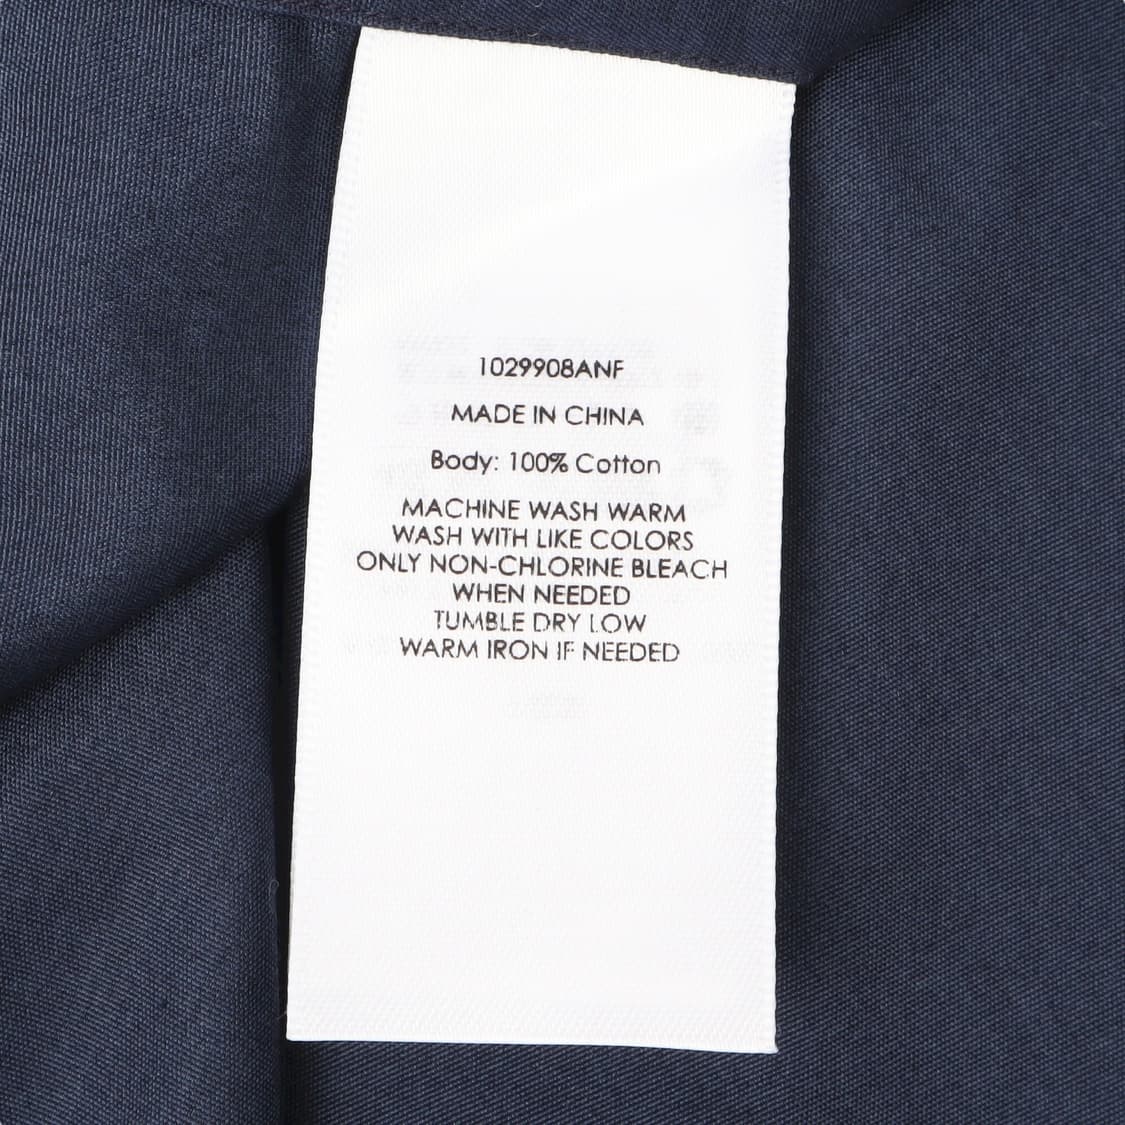 1029908ANF
MADE IN CHINA
Body: 100% Cotton
MACHINE WASH WARM
WASH WITH LIKE COLORS
ONLY NON-CHLORINE BLEACH
WHEN NEEDED
TUMBLE DRY LOW
WARM IRON IF NEEDED